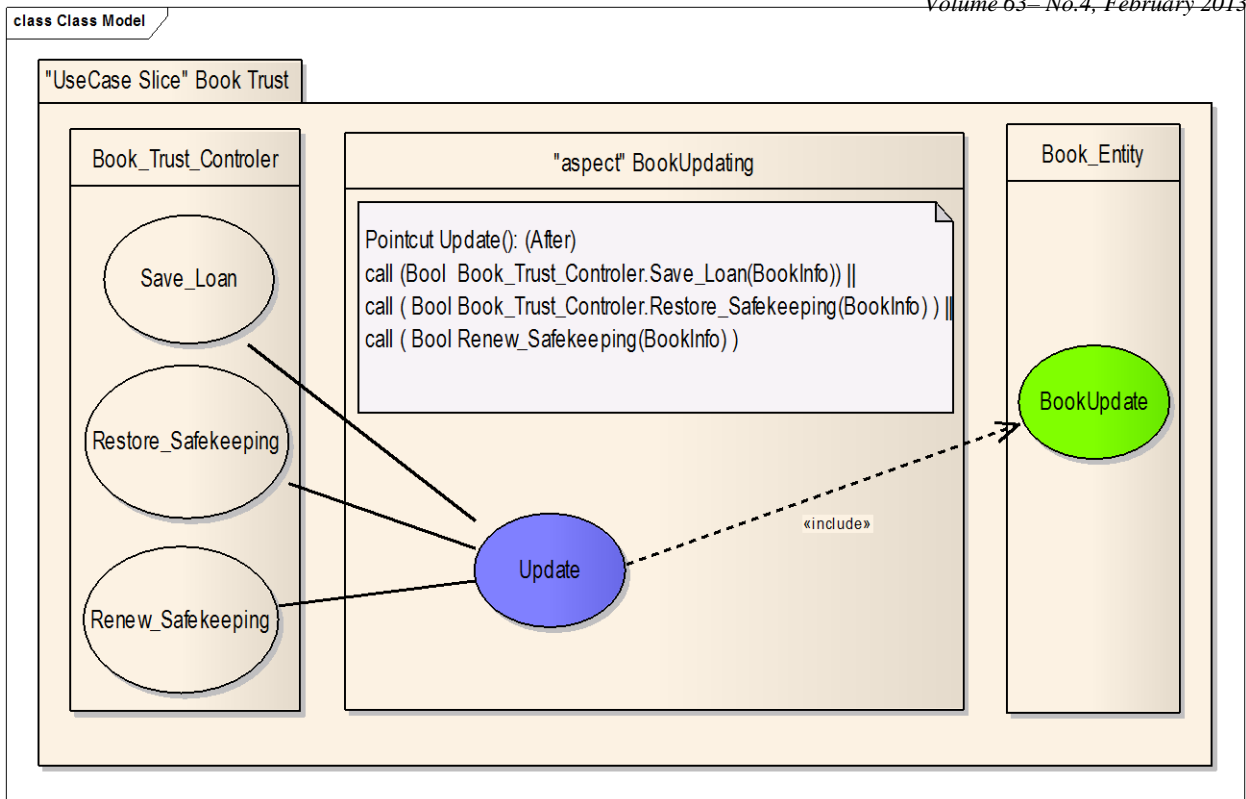 Volume 63– No.4, February 2013
class Class Model
"UseCase Slice" Book Trust
Book_Trust_Controler
"aspect" BookUpdating
Book_Entity
Pointcut Update(): (After)
call (Bool Book_Trust_Controler.Save_Loan(BookInfo)) ||
call ( Bool Book_Trust_Controler.Restore_Safekeeping(BookInfo) ) ||
call ( Bool Renew_Safekeeping(BookInfo) )
Save_Loan
Restore_Safekeeping
Renew_Safekeeping
Update
«include»
BookUpdate